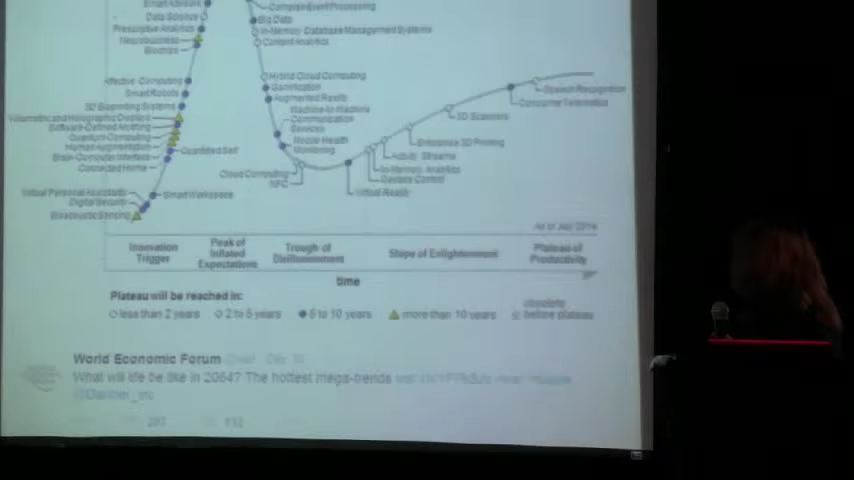 Smart Advisors
Data Science
Prescriptive Analytics
Neurobusiness
Biochips
Affective Computing
Smart Robots
3D Bioprinting Systems
Volumetric and Holographic Displays
Software-Defined Anything
Quantum Computing
Human Augmentation
Brain-Computer Interface
Connected Home
Quantified Self
Virtual Personal Assistants
Smart Workspace
Digital Security
Bioacoustic Sensing
Complex-Event Processing
Big Data
In-Memory Database Management Systems
Content Analytics
Hybrid Cloud Computing
Gamification
Augmented Reality
Machine-to-Machine
Communication
Services
Mobile Health
Monitoring
Cloud Computing
NFC
Virtual Reality
Gesture Control
In-Memory Analytics
Activity Streams
Enterprise 3D Printing
3D Scanners
Consumer Telematics
Speech Recognition
As of July 2014
Innovation Trigger
Peak of Inflated Expectations
Trough of Disillusionment
Slope of Enlightenment
Plateau of Productivity
time
Plateau will be reached in:
less than 2 years
2 to 5 years
5 to 10 years
more than 10 years
obsolete before plateau
World Economic Forum
What will life be like in 2064? The hottest mega-trends
@Gartner_inc